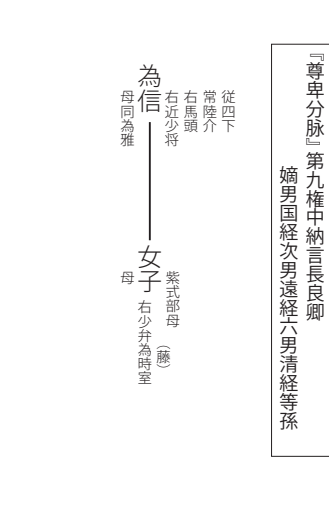 『尊卑分脉』第九権中納言長良卿
嫡男国経次男遠経六男清経等孫
従四下
常陸介
右馬頭
右近少将
為信
母同為雅
紫式部母
（藤）
女子
右少弁為時室
母